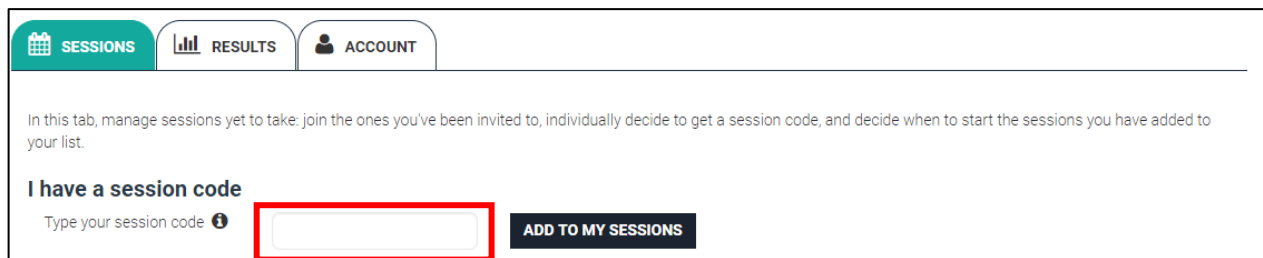 SESSIONS RESULTS ACCOUNT
In this tab, manage sessions yet to take: join the ones you've been invited to, individually decide to get a session code, and decide when to start the sessions you have added to
your list.
I have a session code
Type your session code ADD TO MY SESSIONS